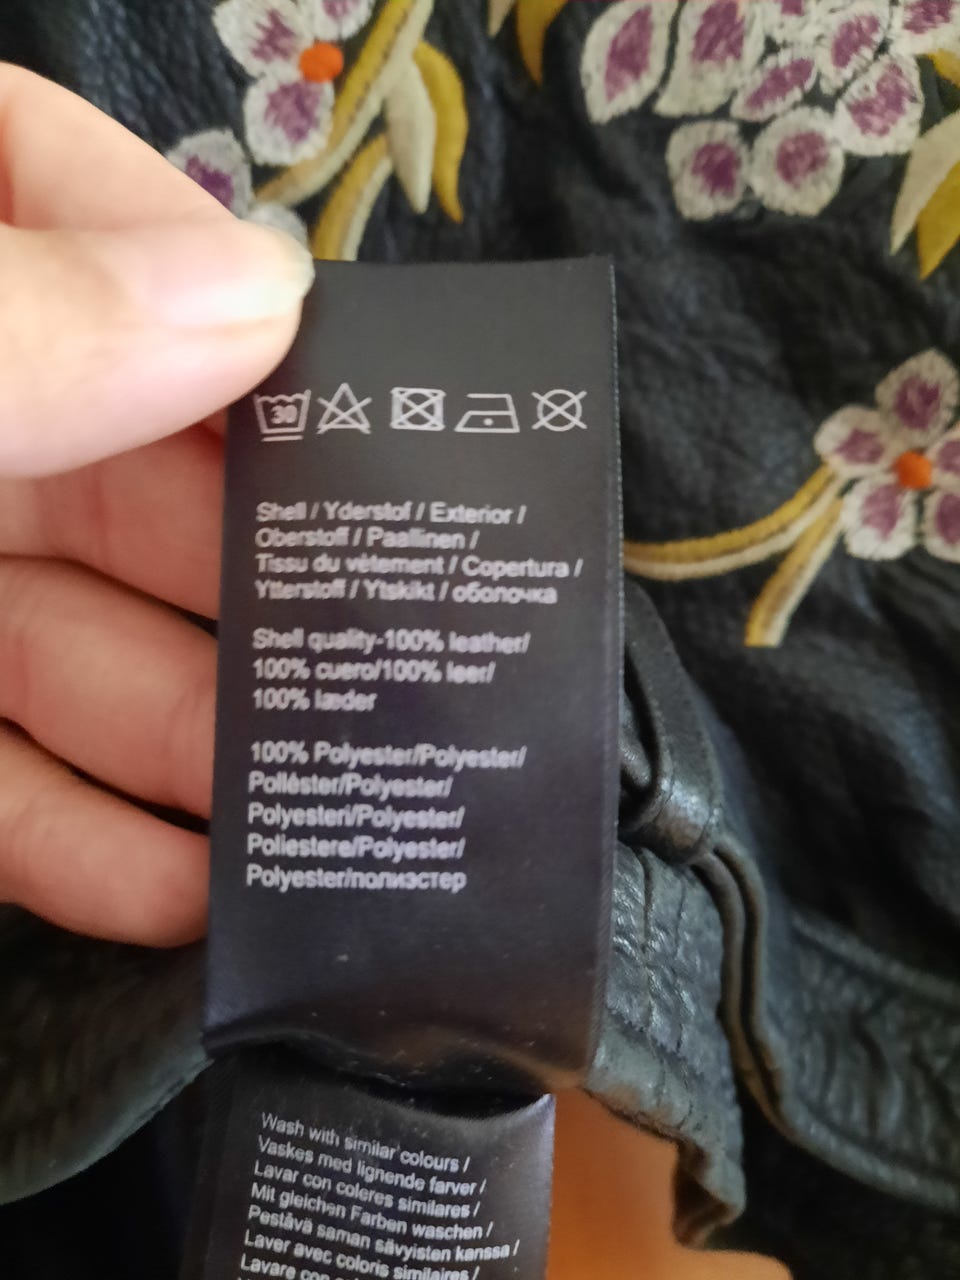 30
Shell / Yderstof / Exterior /
Oberstoff / Paallinen /
Tissu du vêtement / Copertura /
Ytterstoff / Ytskikt / оболочка
Shell quality-100% leather/
100% cuero/100% leer/
100% læder
100% Polyester/Polyester/
Poliéster/Polyester/
Polyesteri/Polyester/
Poliestere/Polyester/
Polyester/полиэстер
Wash with similar colours /
Vaskes med lignende farver /
Lavar con coleres similares /
Mit gleichen Farben waschen /
Pestävä saman sävyisten kanssa /
Laver avec coloris similaires /
Lavare con